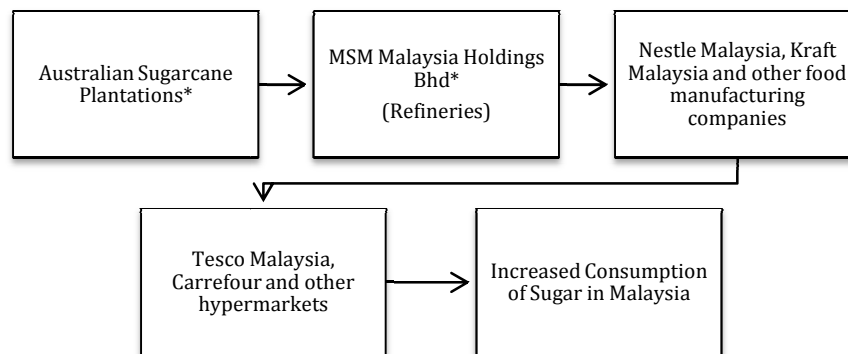 Australian Sugarcane
Plantations*
MSM Malaysia Holdings
Bhd*
(Refineries)
Nestle Malaysia, Kraft
Malaysia and other food
manufacturing
companies
Tesco Malaysia,
Carrefour and other
hypermarkets
Increased Consumption
of Sugar in Malaysia